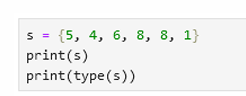 s = {5, 4, 6, 8, 8, 1}
print(s)
print(type(s))